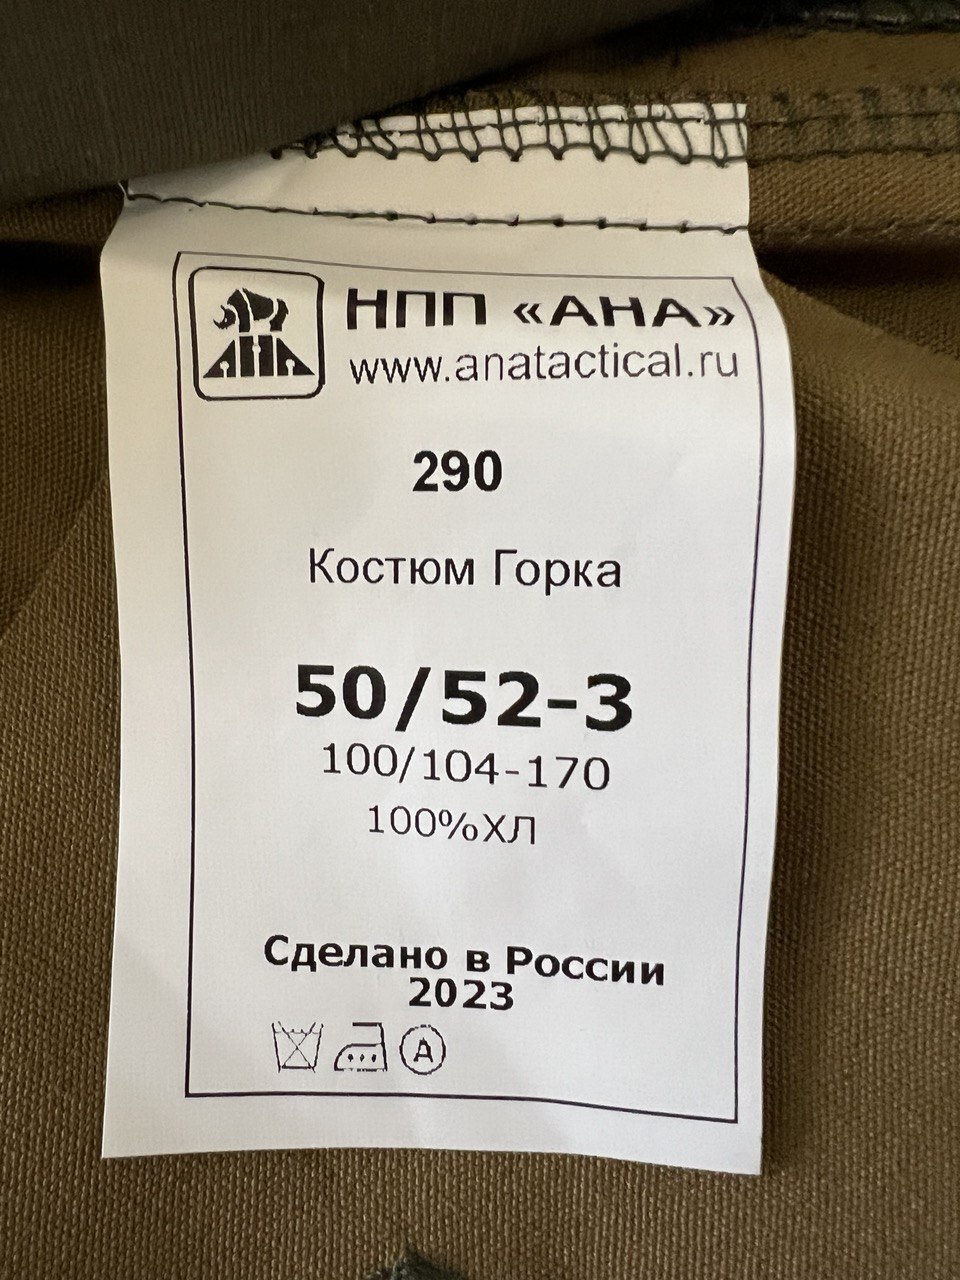 АНА
НПП «АНА»
www.anatactical.ru
290
Костюм Горка
50/52-3
100/104-170
100%ХЛ
Сделано в России
2023
A